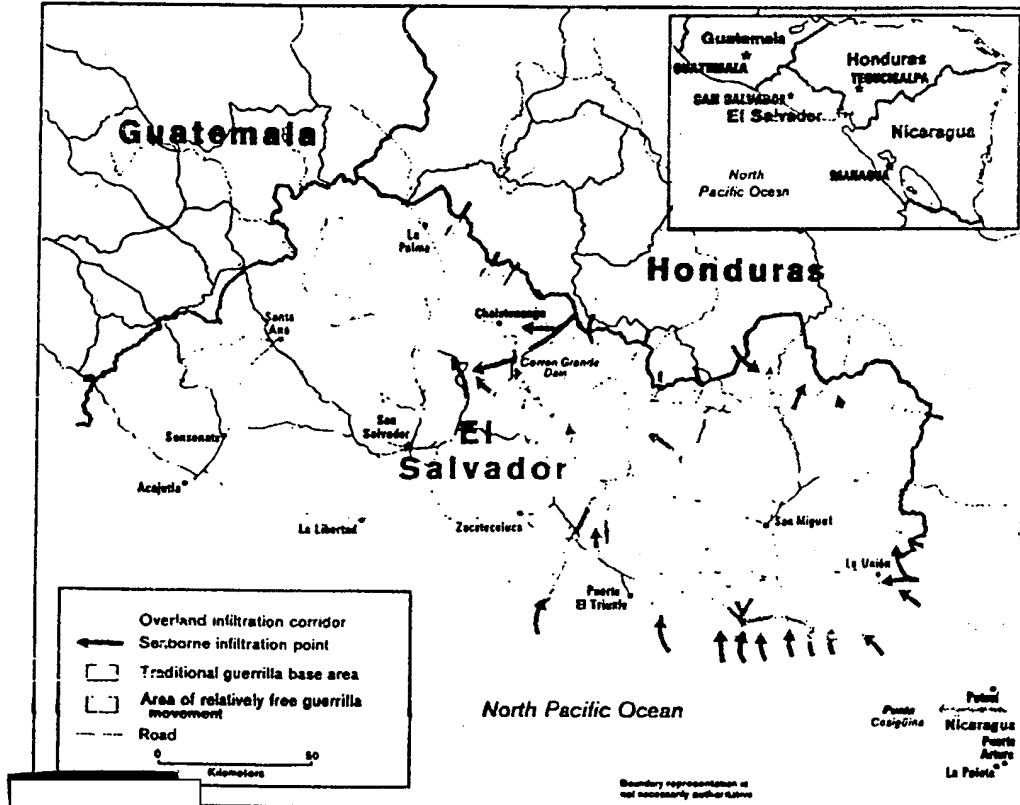 Guatemala
Honduras
GUATEMALA
TEGUCIGALPA
SAN SALVADOR
El Salvador
Nicaragua
MANAGUA
North
Pacific Ocean
Guatemala
La
Palma
Honduras
Chalatenango
Santa
Ana
Cerron Grande
Dam
San
Salvador
El
Salvador
Sonsonate
Acajutla
La Libertad
Zacatecoluca
San Miguel
La Unión
Puerto
El Triunfo
Overland infiltration corridor
Seaborne infiltration point
Traditional guerrilla base area
Area of relatively free guerrilla
movement
Road
0 50
Kilometers
North Pacific Ocean
Potosí
Punta
Cosigüina
Nicaragua
Puerto
Arturo
La Pelota
Boundary representation is
not necessarily authoritative